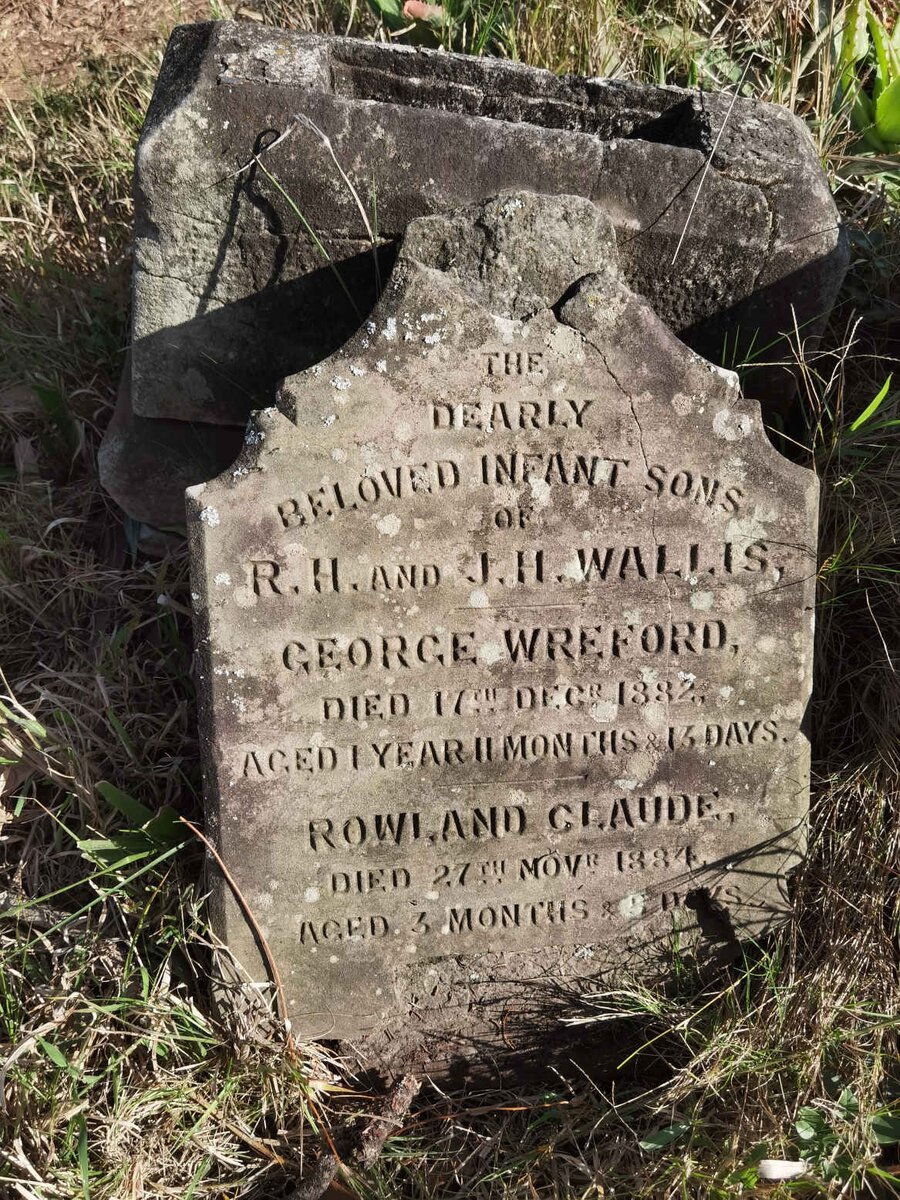 THE
DEARLY
BELOVED INFANT SONS
OF
R.H. AND J.H. WALLIS,
GEORGE WREFORD,
DIED 17TH DECR. 1882,
AGED 1 YEAR 11 MONTHS & 13 DAYS.
ROWLAND CLAUDE,
DIED 27TH NOVR. 1884,
AGED 3 MONTHS & DAYS.